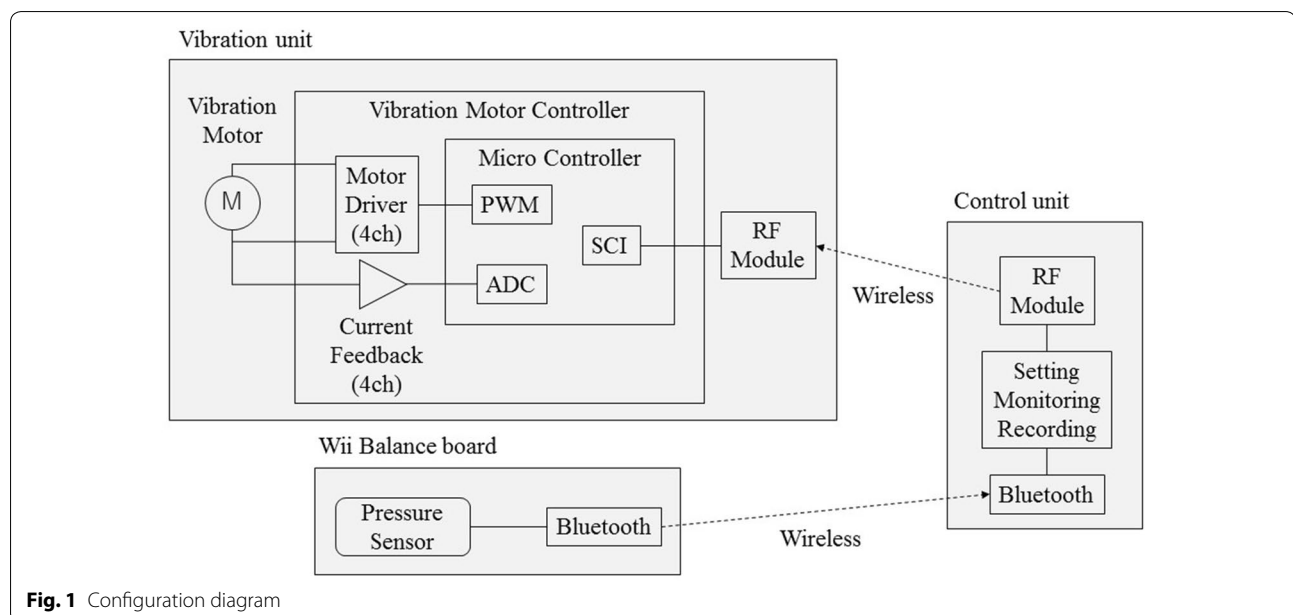 Vibration unit
Vibration
Motor
M
Vibration Motor Controller
Motor
Driver
(4ch)
Current
Feedback
(4ch)
Micro Controller
PWM
SCI
ADC
RF
Module
Wireless
Control unit
RF
Module
Setting
Monitoring
Recording
Bluetooth
Wii Balance board
Pressure
Sensor
Bluetooth
Wireless
Fig. 1 Configuration diagram